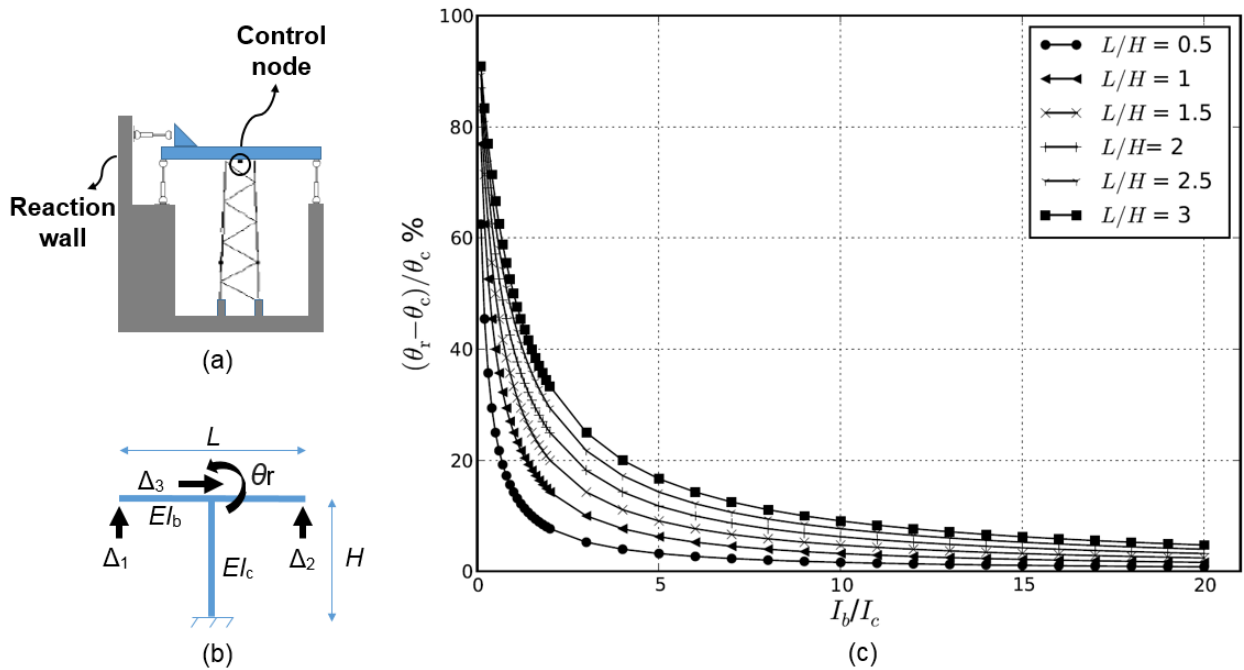 (a)
Control
node
Reaction
wall
(a)
L
Δ3
θr
EIb
Δ1
EIc
Δ2
H
(b)
100
80
60
40
20
0
(θr−θc)/θc %
L/H = 0.5
L/H = 1
L/H = 1.5
L/H= 2
L/H = 2.5
L/H = 3
0
5
10
15
20
Ib/Ic
(c)